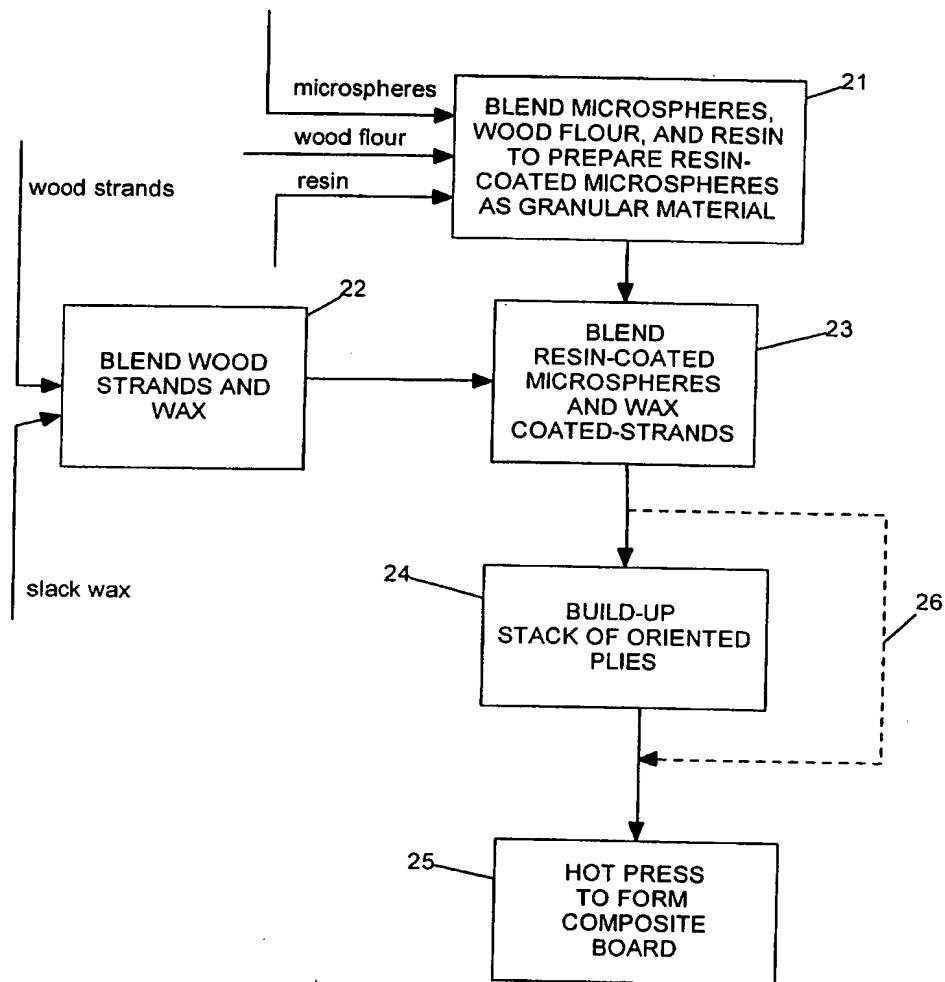 21
microspheres
BLEND MICROSPHERES,
WOOD FLOUR, AND RESIN
TO PREPARE RESIN-
COATED MICROSPHERES
AS GRANULAR MATERIAL
wood flour
resin
wood strands
22
BLEND WOOD
STRANDS AND
WAX
23
BLEND
RESIN-COATED
MICROSPHERES
AND WAX
COATED-STRANDS
slack wax
24
BUILD-UP
STACK OF ORIENTED
PLIES
26
25
HOT PRESS
TO FORM
COMPOSITE
BOARD